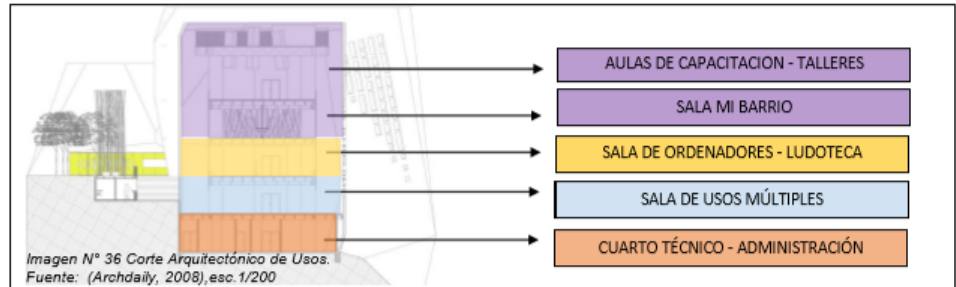 AULAS DE CAPACITACION - TALLERES
SALA MI BARRIO
SALA DE ORDENADORES - LUDOTECA
SALA DE USOS MÚLTIPLES
CUARTO TÉCNICO - ADMINISTRACIÓN
Imagen N° 36 Corte Arquitectónico de Usos.
Fuente: (Archdaily, 2008),esc.1/200